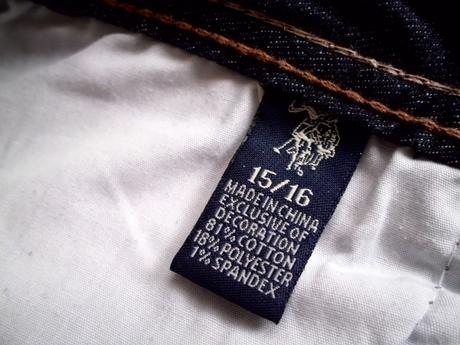 15/16
MADE IN CHINA
EXCLUSIVE OF
DECORATION
81% COTTON
18% POLYESTER
1% SPANDEX